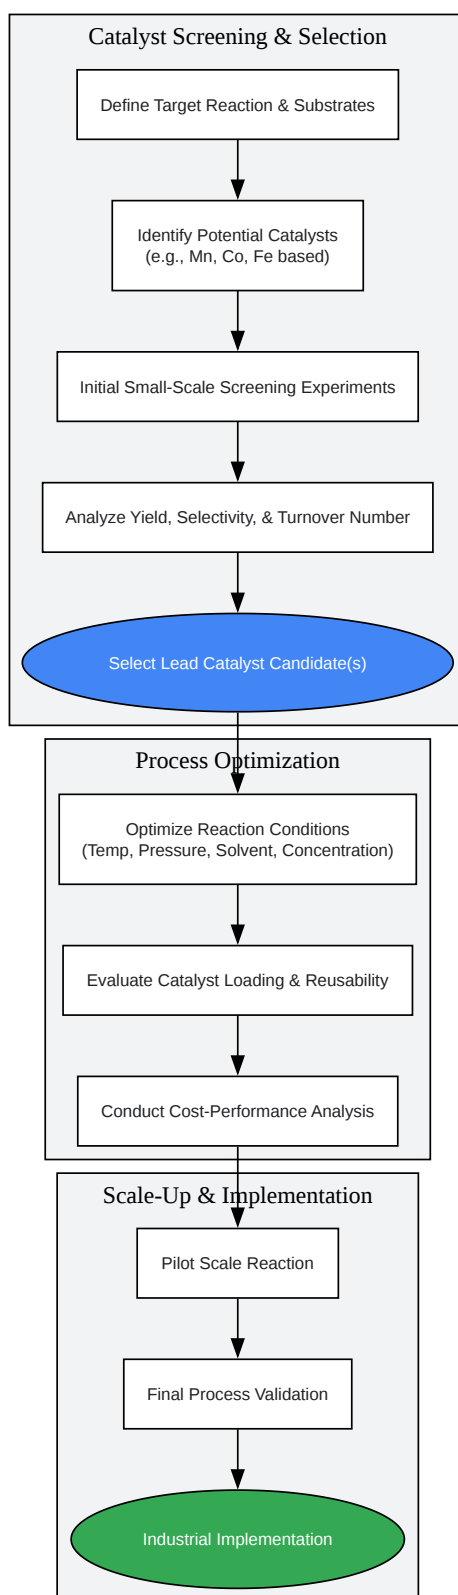 Catalyst Screening & Selection
Define Target Reaction & Substrates
Identify Potential Catalysts
(e.g., Mn, Co, Fe based)
Initial Small-Scale Screening Experiments
Analyze Yield, Selectivity, & Turnover Number
Select Lead Catalyst Candidate(s)
Process Optimization
Optimize Reaction Conditions
(Temp, Pressure, Solvent, Concentration)
Evaluate Catalyst Loading & Reusability
Conduct Cost-Performance Analysis
Scale-Up & Implementation
Pilot Scale Reaction
Final Process Validation
Industrial Implementation